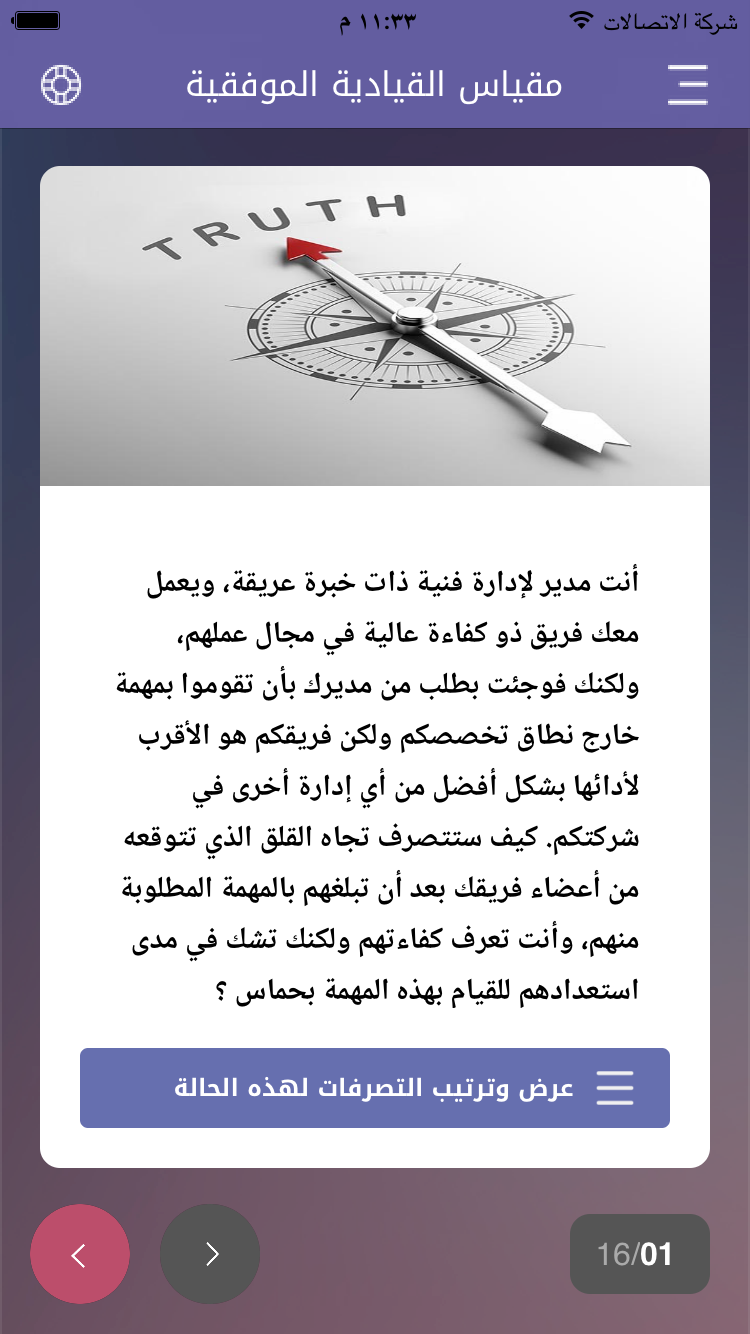 شركة الاتصالات ١١:٣٣ م
مقياس القيادية الموفقية
TRUTH
أنت مدير لإدارة فنية ذات خبرة عريقة، ويعمل
معك فريق ذو كفاءة عالية في مجال عملهم،
ولكنك فوجئت بطلب من مديرك بأن تقوموا بمهمة
خارج نطاق تخصصكم ولكن فريقكم هو الأقرب
لأدائها بشكل أفضل من أي إدارة أخرى في
شركتكم. كيف ستتصرف تجاه القلق الذي تتوقعه
من أعضاء فريقك بعد أن تبلغهم بالمهمة المطلوبة
منهم، وأنت تعرف كفاءتهم ولكنك تشك في مدى
استعدادهم للقيام بهذه المهمة بحماس ؟
عرض وترتيب التصرفات لهذه الحالة
16/01